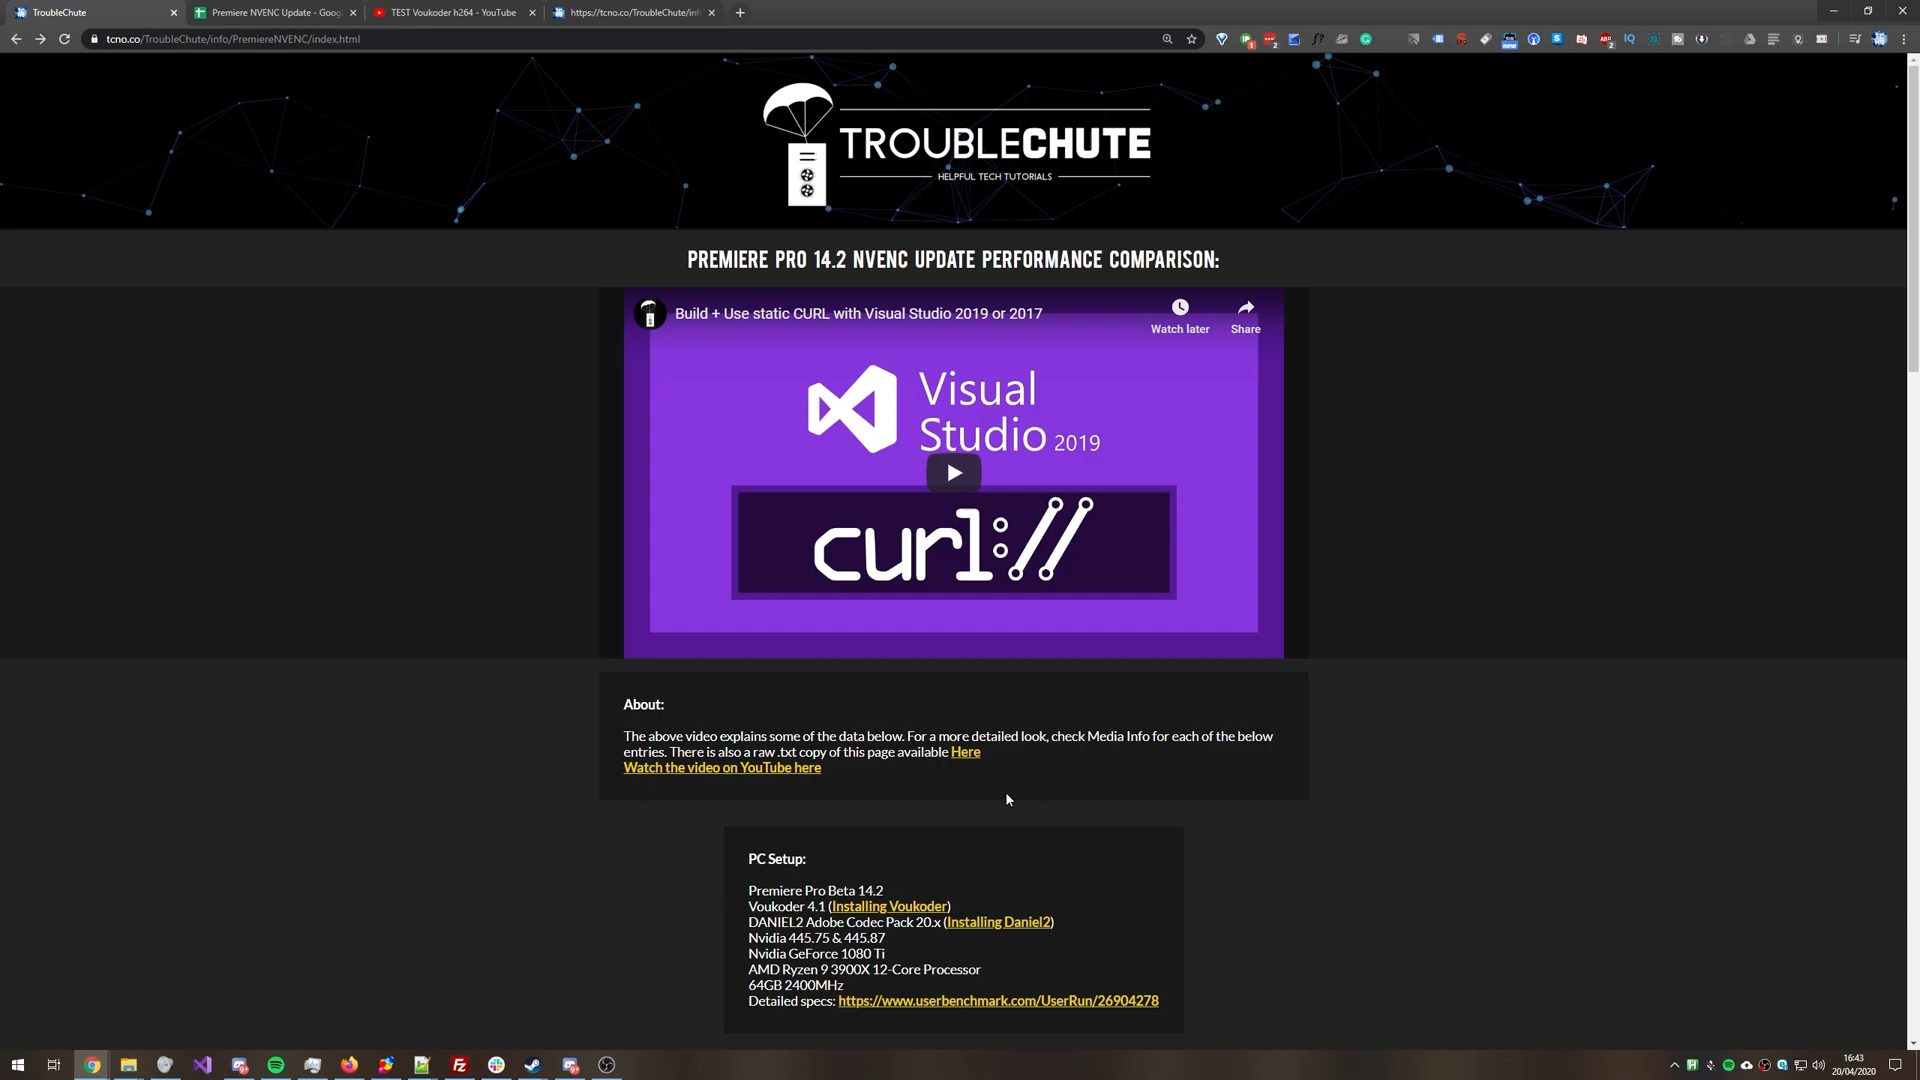 TroubleChute
Premiere NVENC Update - Goog
TEST Voukoder h264 - YouTube
https://tcno.co/TroubleChute/inf
tcno.co/TroubleChute/info/PremiereNVENC/index.html
TROUBLECHUTE
HELPFUL TECH TUTORIALS
PREMIERE PRO 14.2 NVENC UPDATE PERFORMANCE COMPARISON:
Build + Use static CURL with Visual Studio 2019 or 2017
Watch later
Share
Visual
Studio 2019
curl://
About:
The above video explains some of the data below. For a more detailed look, check Media Info for each of the below
entries. There is also a raw .txt copy of this page available Here
Watch the video on YouTube here
PC Setup:
Premiere Pro Beta 14.2
Voukoder 4.1 (Installing Voukoder)
DANIEL2 Adobe Codec Pack 20.x (Installing Daniel2)
Nvidia 445.75 & 445.87
Nvidia GeForce 1080 Ti
AMD Ryzen 9 3900X 12-Core Processor
64GB 2400MHz
Detailed specs: https://www.userbenchmark.com/UserRun/26904278
16:43
20/04/2020